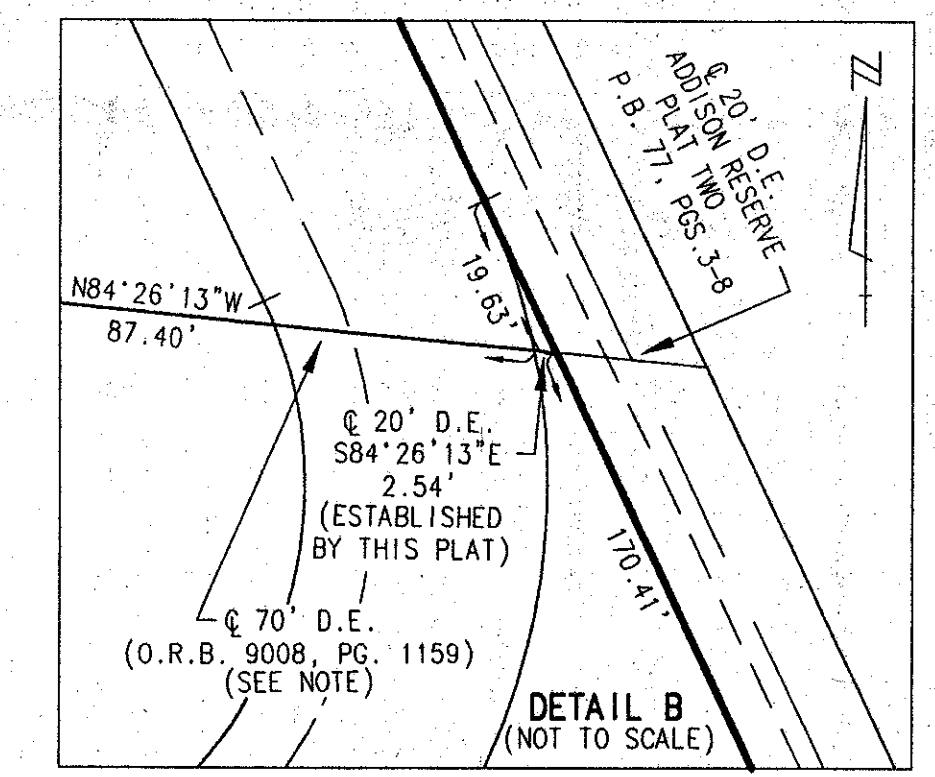 ℄ 20' D.E.
ADDISON RESERVE
PLAT TWO
P.B. 77, PGS.3-8
N
19.63'
N84°26'13"W
87.40'
℄ 20' D.E.
S84°26'13"E
2.54'
(ESTABLISHED
BY THIS PLAT)
170.41'
℄ 70' D.E.
(O.R.B. 9008, PG. 1159)
(SEE NOTE)
DETAIL B
(NOT TO SCALE)